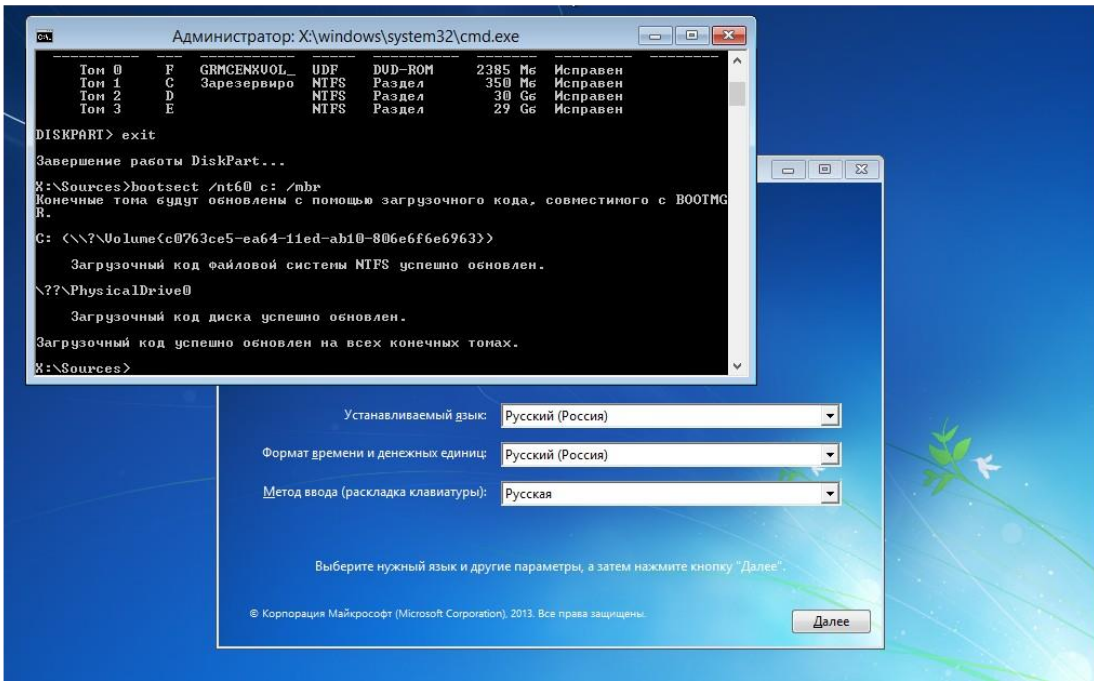 Администратор: X:\windows\system32\cmd.exe
Том 0 F GRMCENXVOL_ UDF DVD-ROM 2385 Мб Исправен
Том 1 C Зарезервиро NTFS Раздел 350 Мб Исправен
Том 2 D NTFS Раздел 30 Gб Исправен
Том 3 E NTFS Раздел 29 Gб Исправен
DISKPART> exit
Завершение работы DiskPart...
X:\Sources>bootsect /nt60 c: /mbr
Конечные тома будут обновлены с помощью загрузочного кода, совместимого с BOOTMG
R.
C: (\\?\Volume{c0763ce5-ea64-11ed-ab10-806e6f6e6963})
Загрузочный код файловой системы NTFS успешно обновлен.
\??\PhysicalDrive0
Загрузочный код диска успешно обновлен.
Загрузочный код успешно обновлен на всех конечных томах.
X:\Sources>
Устанавливаемый язык: Русский (Россия)
Формат времени и денежных единиц: Русский (Россия)
Метод ввода (раскладка клавиатуры): Русская
Выберите нужный язык и другие параметры, а затем нажмите кнопку "Далее".
© Корпорация Майкрософт (Microsoft Corporation), 2013. Все права защищены.
Далее